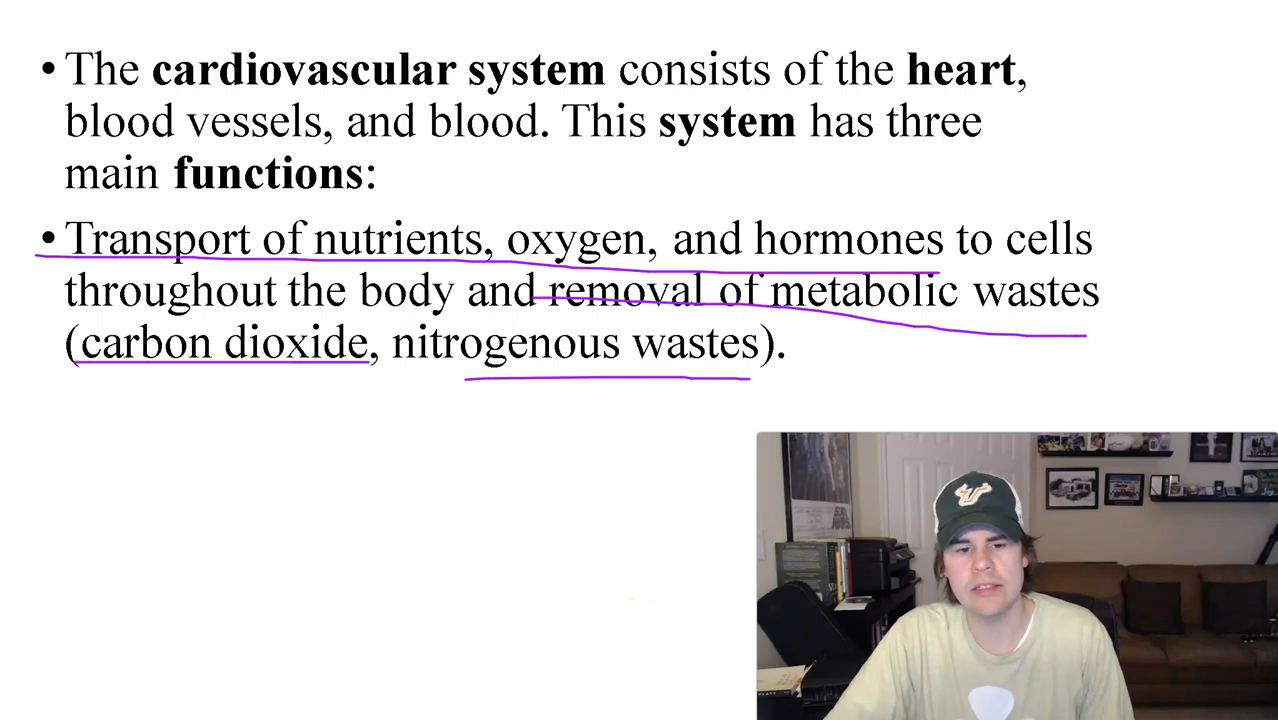 • The cardiovascular system consists of the heart,
blood vessels, and blood. This system has three
main functions:
• Transport of nutrients, oxygen, and hormones to cells
throughout the body and removal of metabolic wastes
(carbon dioxide, nitrogenous wastes).
PLATT